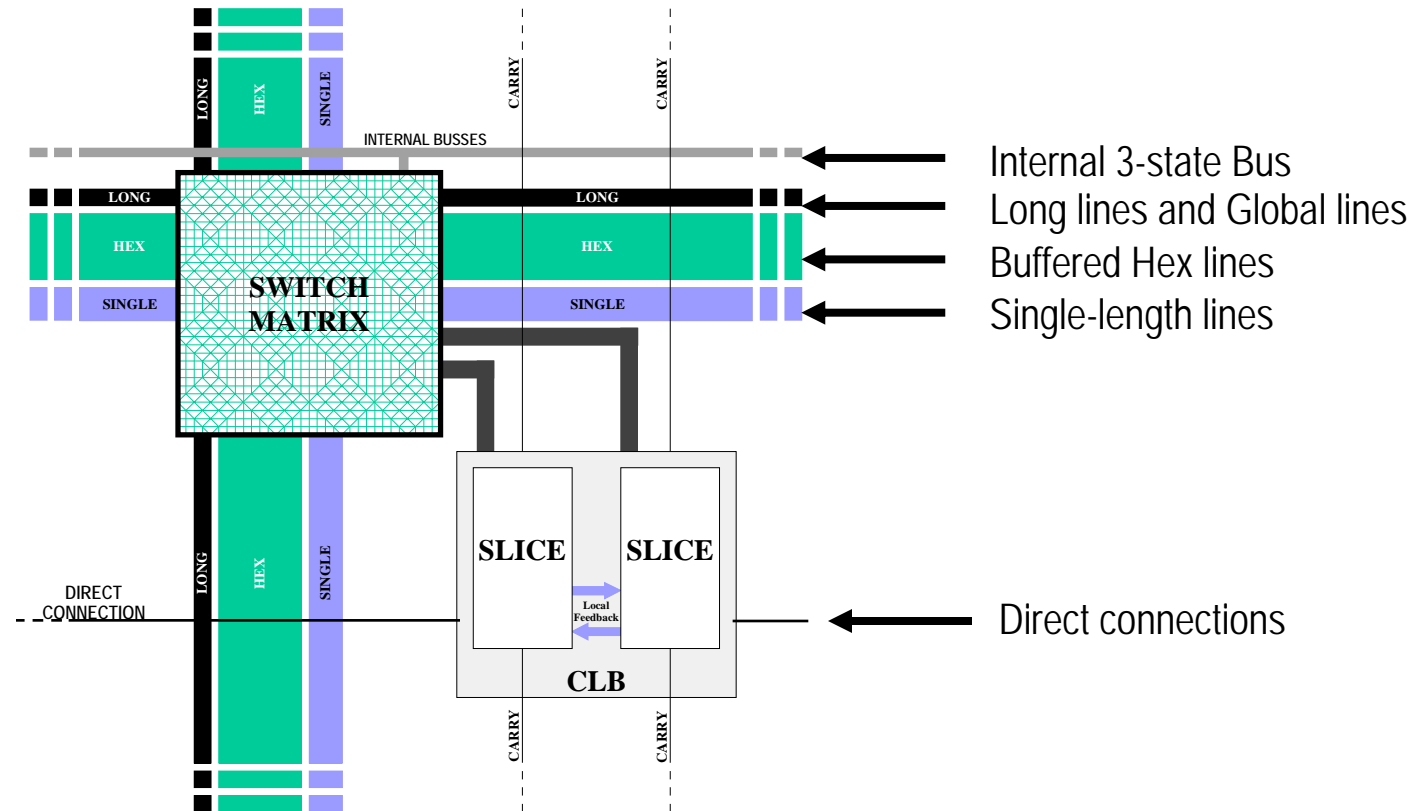 LONG
HEX
SINGLE
CARRY
CARRY
INTERNAL BUSSES
Internal 3-state Bus
LONG
LONG
Long lines and Global lines
HEX
HEX
Buffered Hex lines
SWITCH
MATRIX
SINGLE
SINGLE
Single-length lines
SLICE
SLICE
LONG
HEX
SINGLE
DIRECT
CONNECTION
Local
Feedback
Direct connections
CLB
CARRY
CARRY